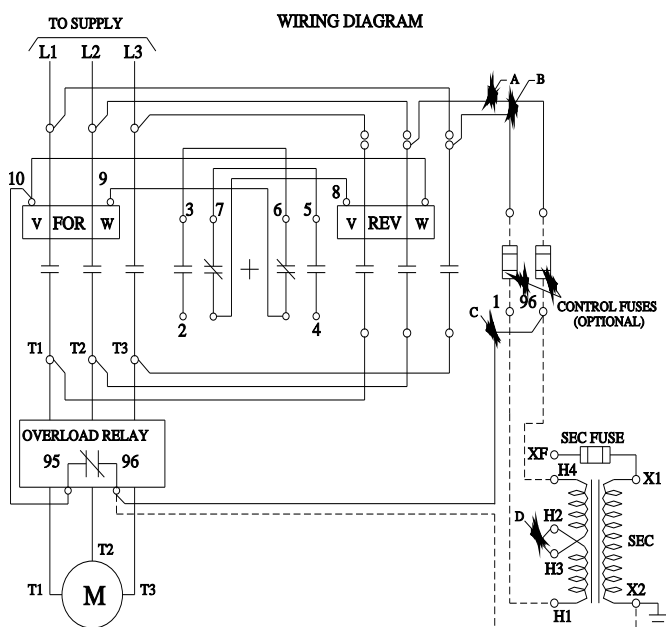 WIRING DIAGRAM
TO SUPPLY
L1 L2 L3
A B
10 9 8
3 7 6 5
V FOR W
V REV W
1 96
CONTROL FUSES
(OPTIONAL)
C
2 4
T1 T2 T3
OVERLOAD RELAY
95 96
SEC FUSE
XF
H4 X1
D H2
SEC
H3
T2
T1 M T3
X2
H1